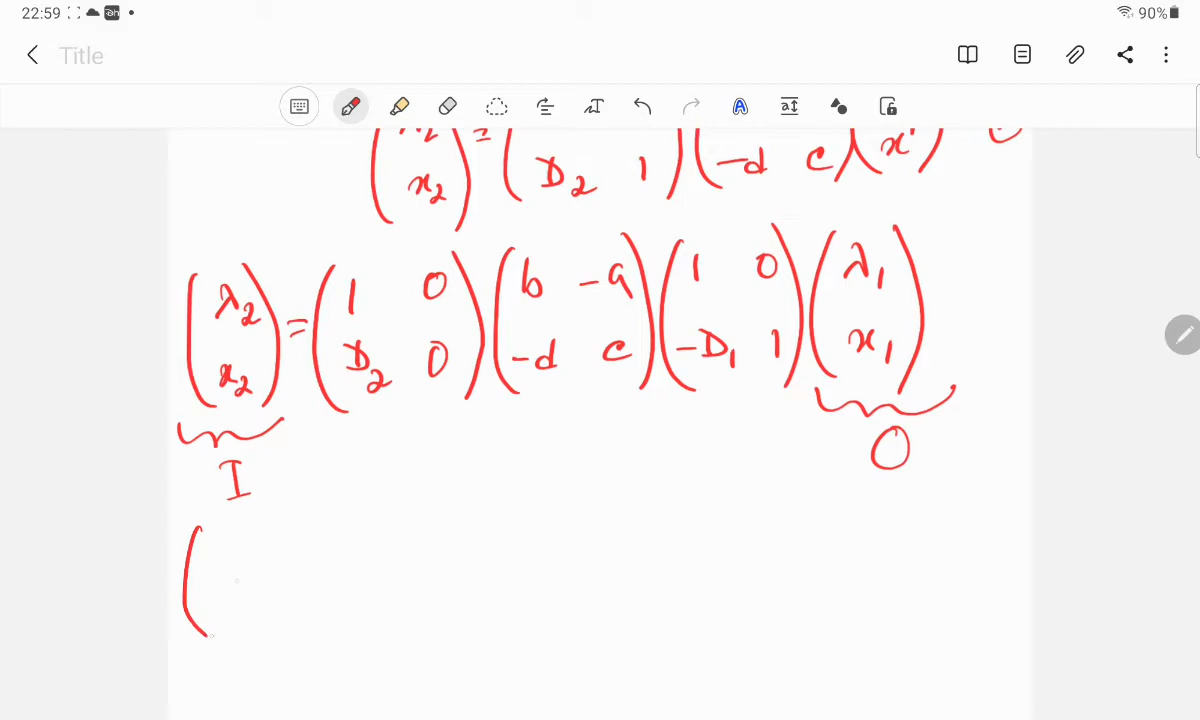 22:59 90%
Title
x₂ = D₂ 1 -d c x'
(λ₂ x₂) = (1 0 D₂ 0) (b -a -d c) (1 0 -D₁ 1) (λ₁ x₁)
I O
(